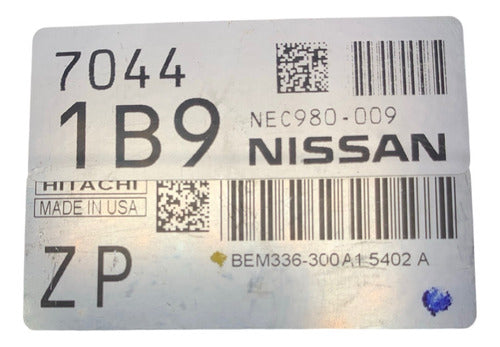 7044
1B9 NEC980-009
NISSAN
HITACHI
MADE IN USA
ZP BEM336-300A1 5402 A